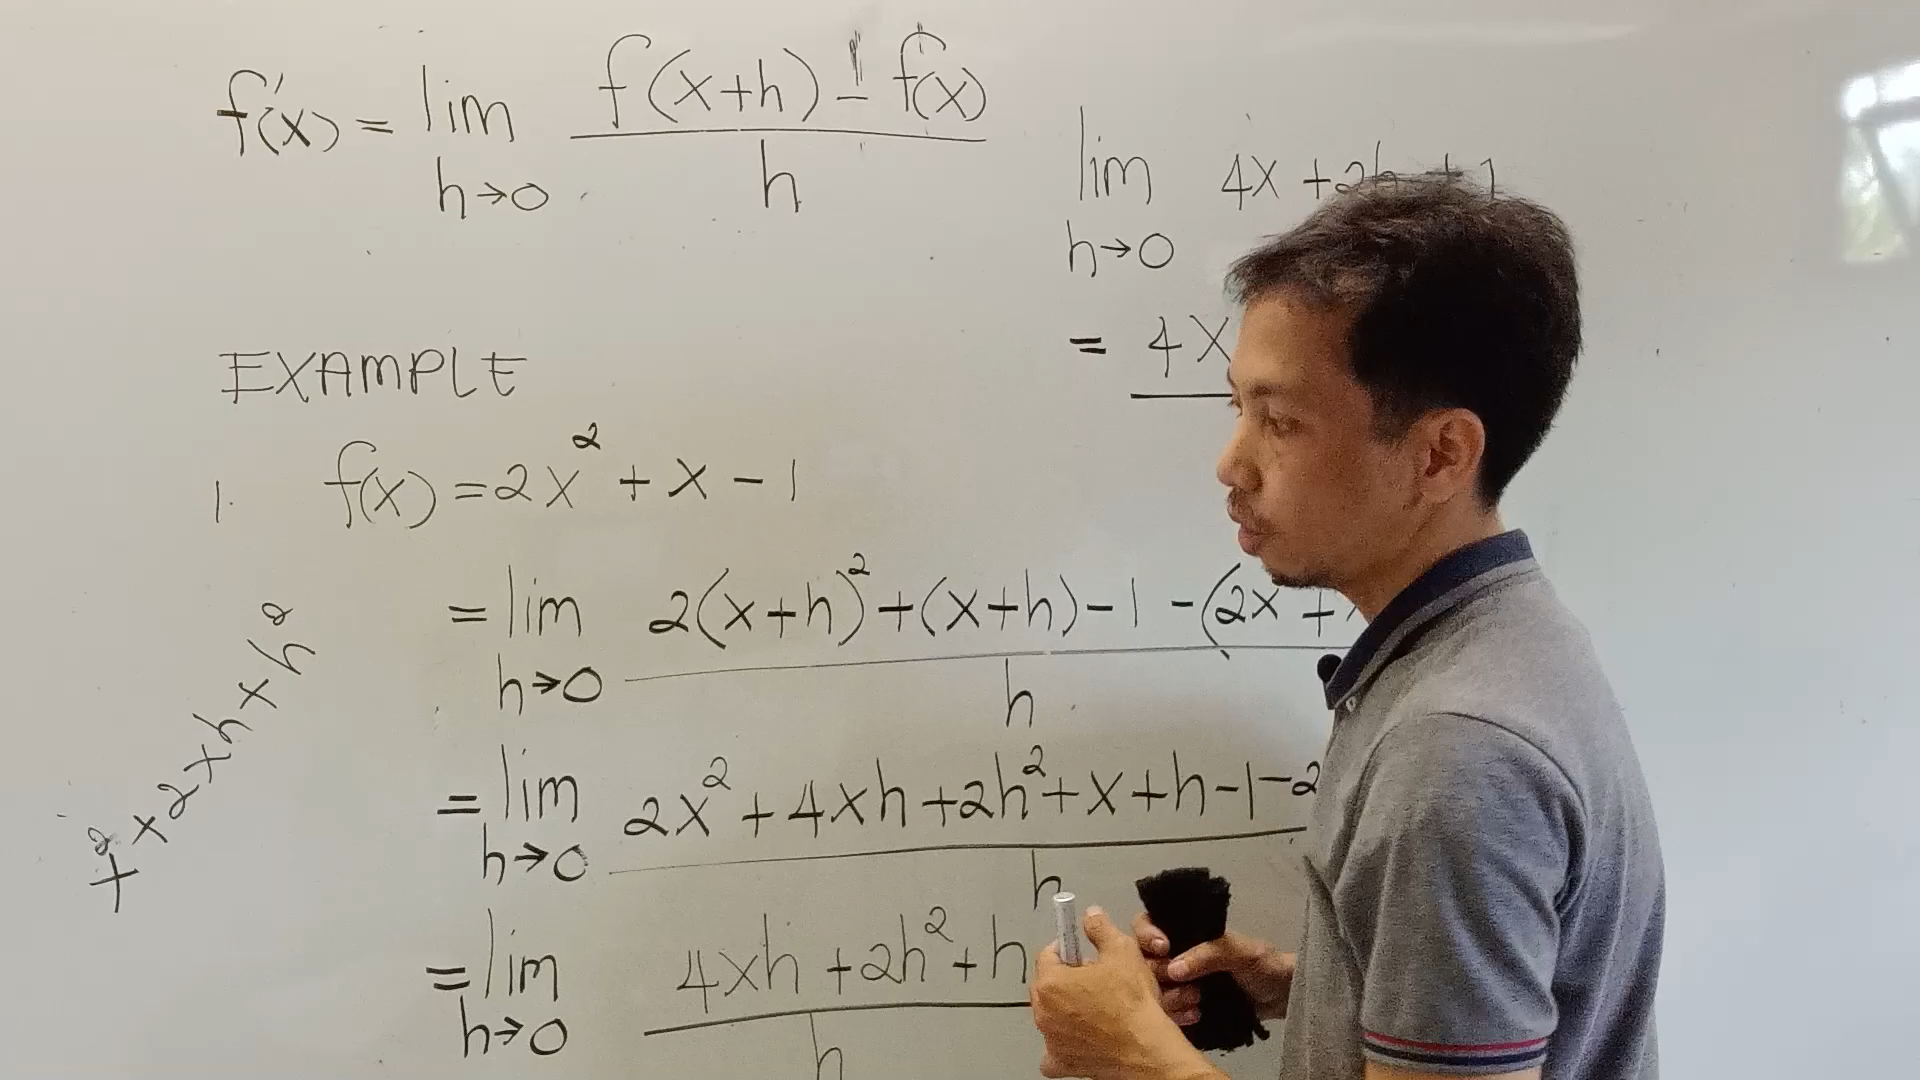 f'(x) = lim f(x+h) - f(x)
h→0 h
EXAMPLE
1. f(x) = 2x² + x - 1
= lim 2(x+h)² + (x+h) - 1 - (2x +
h→0 h
= lim 2x² + 4xh + 2h² + x + h - 1 - 2
h→0 h
= lim 4xh + 2h² + h
h→0 h
x² + 2xh + h²
lim 4x + 2h + 1
h→0
= 4x